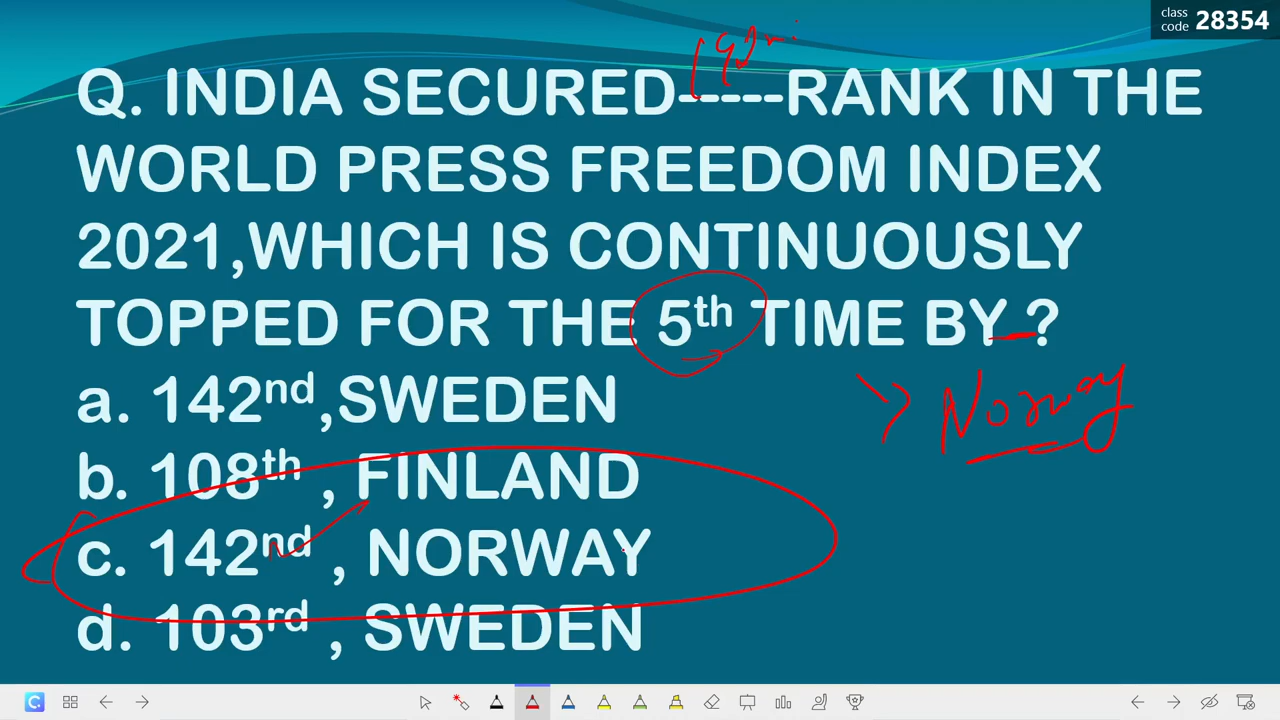 class
code 28354
Q. INDIA SECURED-----RANK IN THE
WORLD PRESS FREEDOM INDEX
2021,WHICH IS CONTINUOUSLY
TOPPED FOR THE 5th TIME BY ?
a. 142nd,SWEDEN
Norway
b. 108th , FINLAND
c. 142nd , NORWAY
d. 103rd , SWEDEN